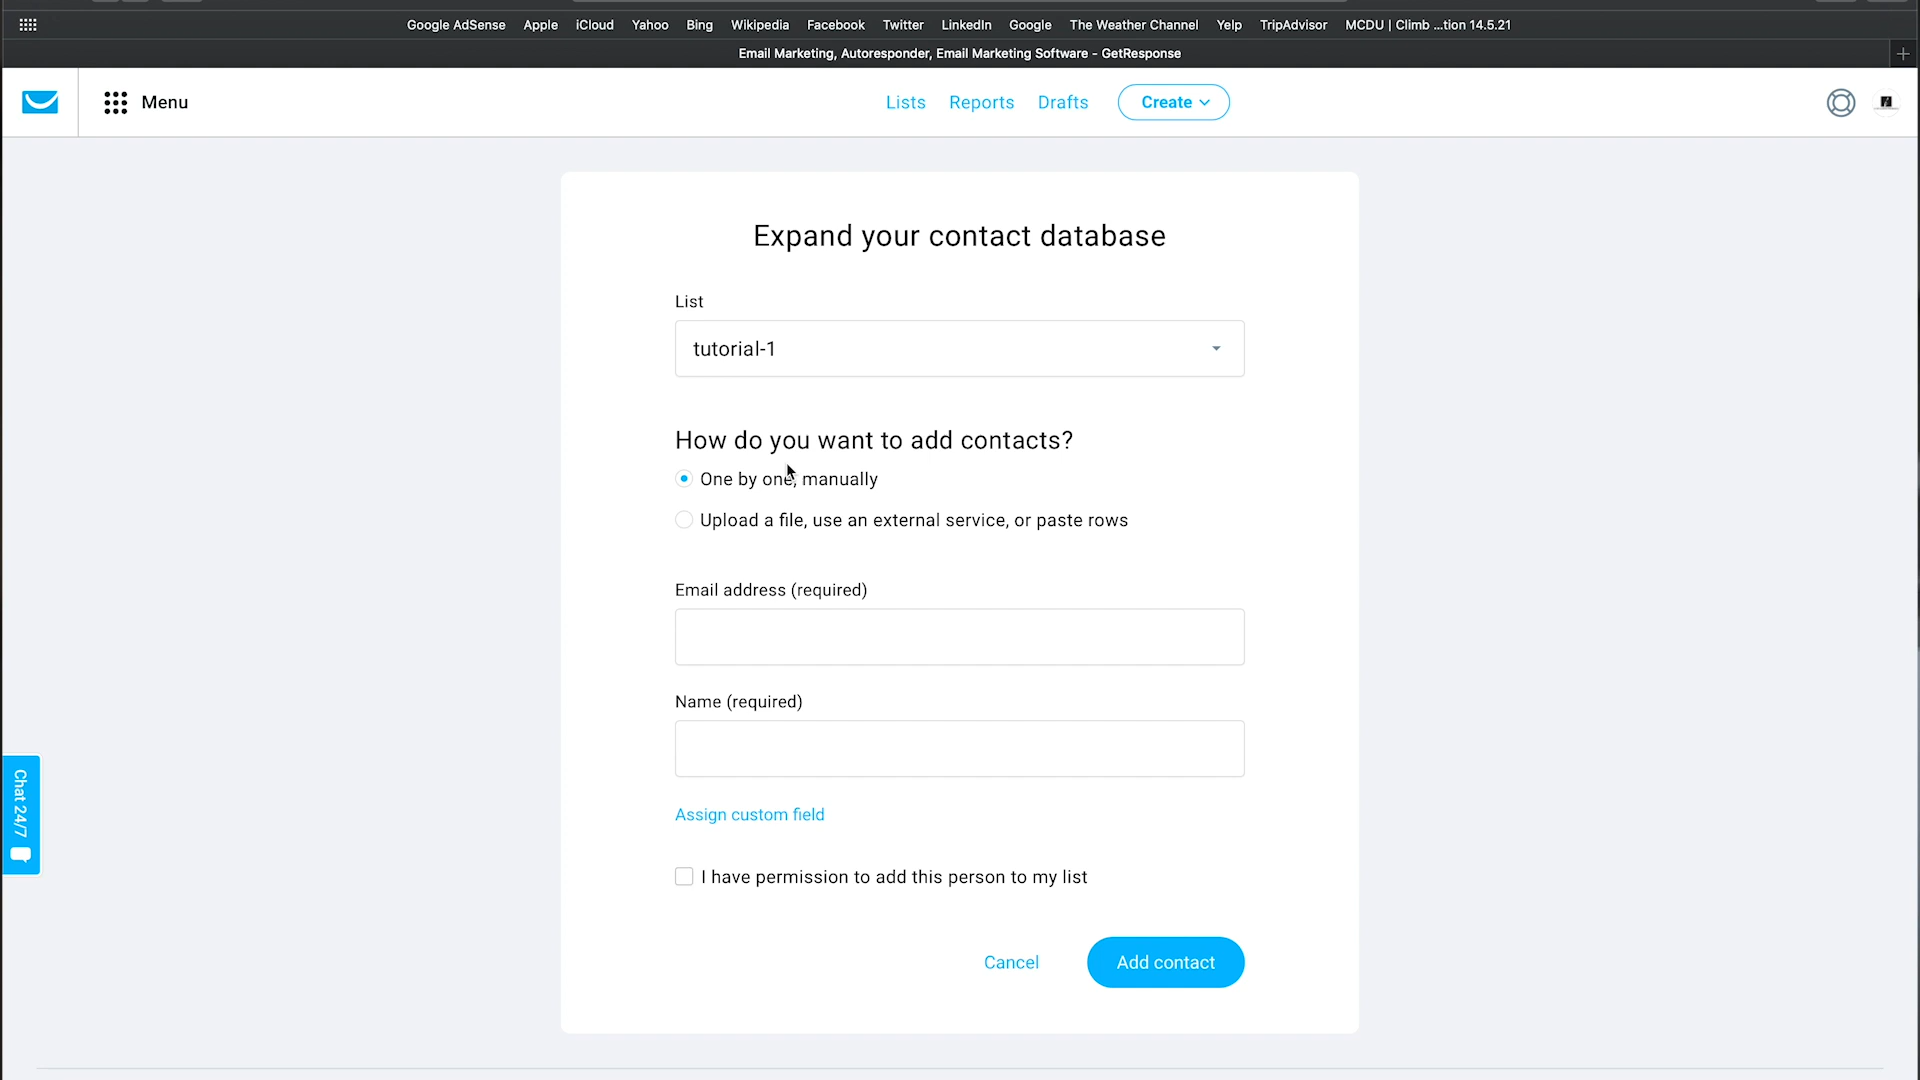 Google AdSense Apple iCloud Yahoo Bing Wikipedia Facebook Twitter LinkedIn Google The Weather Channel Yelp TripAdvisor MCDU | Climb ...tion 14.5.21
Email Marketing, Autoresponder, Email Marketing Software - GetResponse
Menu Lists Reports Drafts Create
Expand your contact database
List
tutorial-1
How do you want to add contacts?
One by one, manually
Upload a file, use an external service, or paste rows
Email address (required)
Name (required)
Assign custom field
Chat 24/7
I have permission to add this person to my list
Cancel Add contact